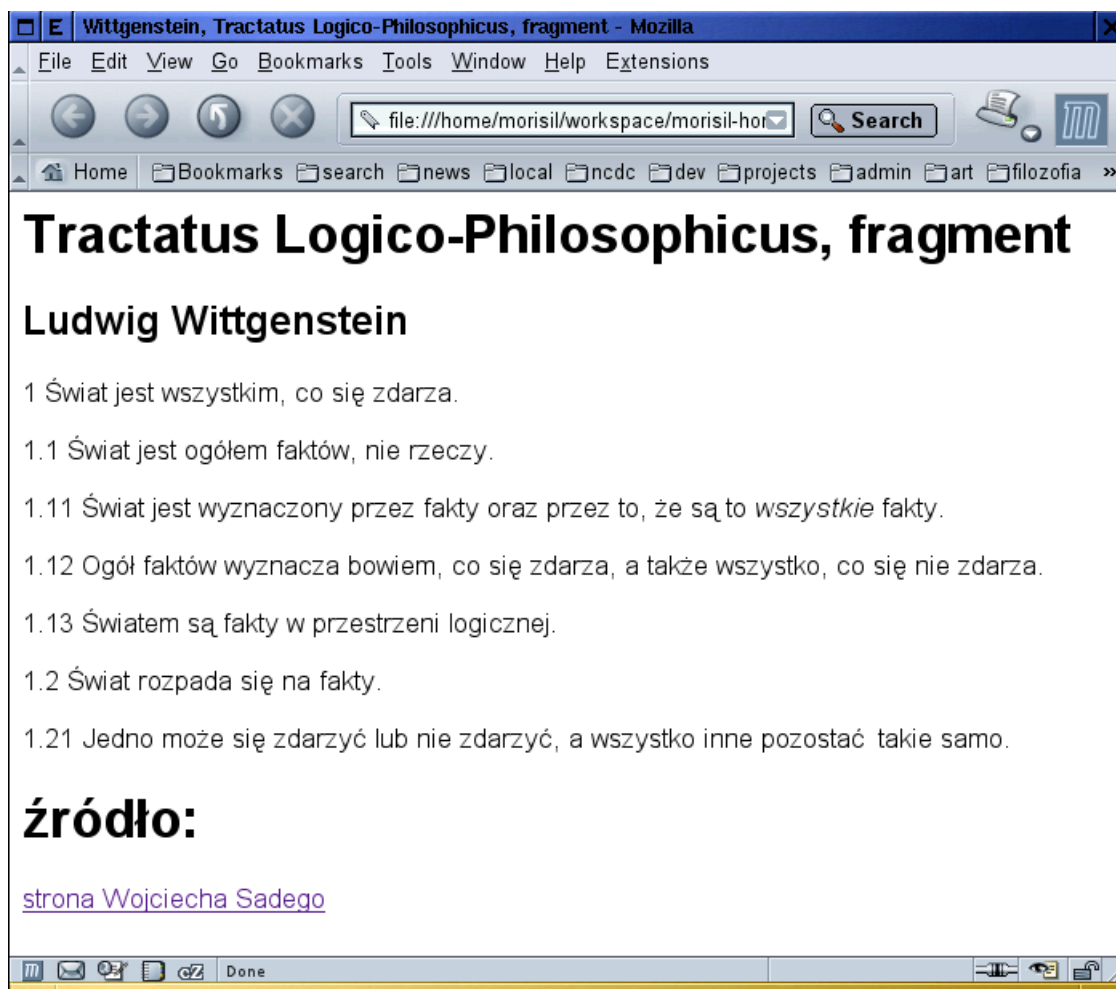 E Wittgenstein, Tractatus Logico-Philosophicus, fragment - Mozilla
File Edit View Go Bookmarks Tools Window Help Extensions
file:///home/morisil/workspace/morisil-hor Search
Home Bookmarks search news local ncdc dev projects admin art filozofia »
Tractatus Logico-Philosophicus, fragment
Ludwig Wittgenstein
1 Świat jest wszystkim, co się zdarza.
1.1 Świat jest ogółem faktów, nie rzeczy.
1.11 Świat jest wyznaczony przez fakty oraz przez to, że są to wszystkie fakty.
1.12 Ogół faktów wyznacza bowiem, co się zdarza, a także wszystko, co się nie zdarza.
1.13 Światem są fakty w przestrzeni logicznej.
1.2 Świat rozpada się na fakty.
1.21 Jedno może się zdarzyć lub nie zdarzyć, a wszystko inne pozostać takie samo.
źródło:
strona Wojciecha Sadego
cZ Done